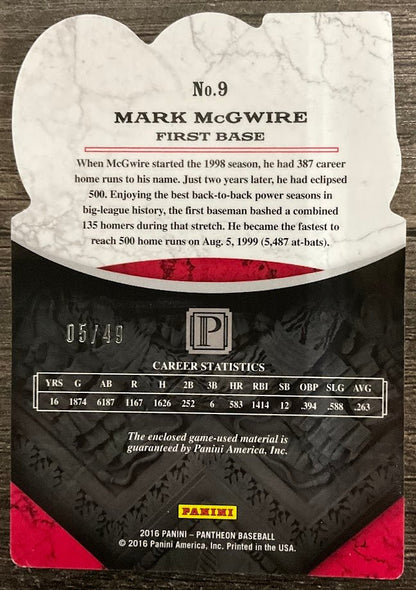 No.9
MARK McGWIRE
FIRST BASE
When McGwire started the 1998 season, he had 387 career
home runs to his name. Just two years later, he had eclipsed
500. Enjoying the best back-to-back power seasons in
big-league history, the first baseman bashed a combined
135 homers during that stretch. He became the fastest to
reach 500 home runs on Aug. 5, 1999 (5,487 at-bats).
05/49
P
CAREER STATISTICS
YRS G AB R H 2B 3B HR RBI SB OBP SLG AVG
16 1874 6187 1167 1626 252 6 583 1414 12 .394 .588 .263
The enclosed game-used material is
guaranteed by Panini America, Inc.
PANINI
2016 PANINI – PANTHEON BASEBALL
© 2016 Panini America, Inc. Printed in the USA.